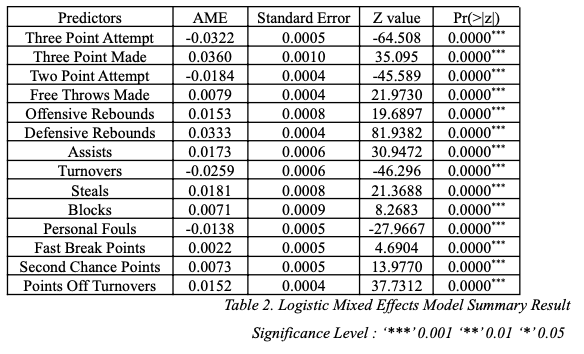 Predictors AME Standard Error Z value Pr(>|z|)
Three Point Attempt -0.0322 0.0005 -64.508 0.0000***
Three Point Made 0.0360 0.0010 35.095 0.0000***
Two Point Attempt -0.0184 0.0004 -45.589 0.0000***
Free Throws Made 0.0079 0.0004 21.9730 0.0000***
Offensive Rebounds 0.0153 0.0008 19.6897 0.0000***
Defensive Rebounds 0.0333 0.0004 81.9382 0.0000***
Assists 0.0173 0.0006 30.9472 0.0000***
Turnovers -0.0259 0.0006 -46.296 0.0000***
Steals 0.0181 0.0008 21.3688 0.0000***
Blocks 0.0071 0.0009 8.2683 0.0000***
Personal Fouls -0.0138 0.0005 -27.9667 0.0000***
Fast Break Points 0.0022 0.0005 4.6904 0.0000***
Second Chance Points 0.0073 0.0005 13.9770 0.0000***
Points Off Turnovers 0.0152 0.0004 37.7312 0.0000***
Table 2. Logistic Mixed Effects Model Summary Result
Significance Level : ‘***’ 0.001 ‘**’ 0.01 ‘*’ 0.05